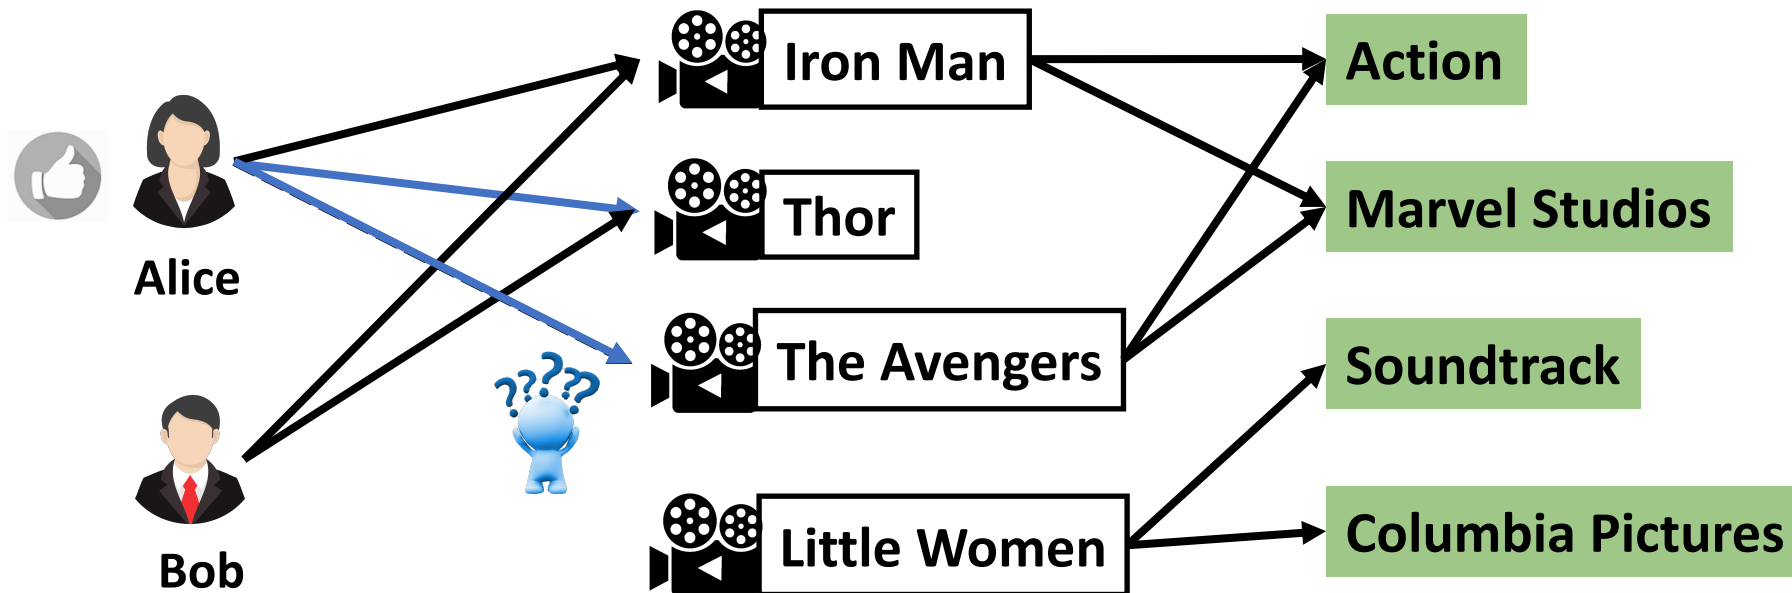 Iron Man
Action
Thor
Marvel Studios
Alice
The Avengers
Soundtrack
???
??
Little Women
Columbia Pictures
Bob